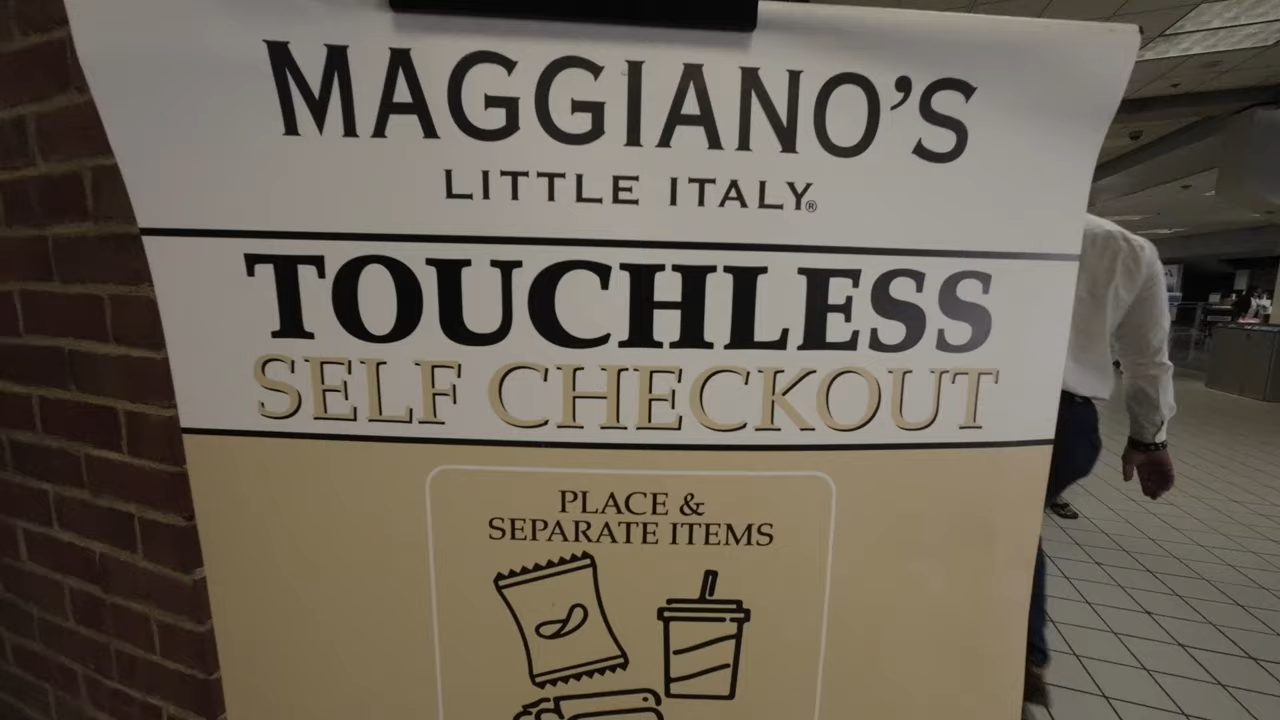 MAGGIANO'S
LITTLE ITALY®
TOUCHLESS
SELF CHECKOUT
PLACE &
SEPARATE ITEMS